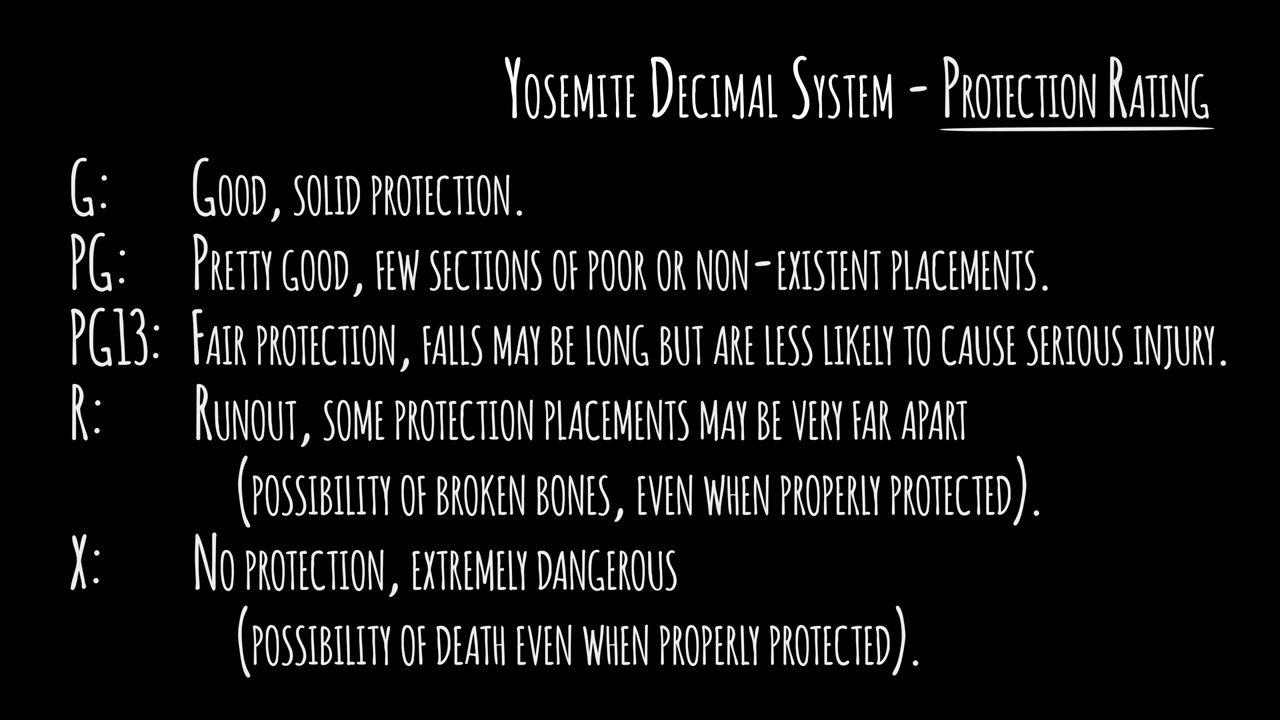 Yosemite Decimal System - Protection Rating
G: Good, solid protection.
PG: Pretty good, few sections of poor or non-existent placements.
PG13: Fair protection, falls may be long but are less likely to cause serious injury.
R: Runout, some protection placements may be very far apart
(possibility of broken bones, even when properly protected).
X: No protection, extremely dangerous
(possibility of death even when properly protected).